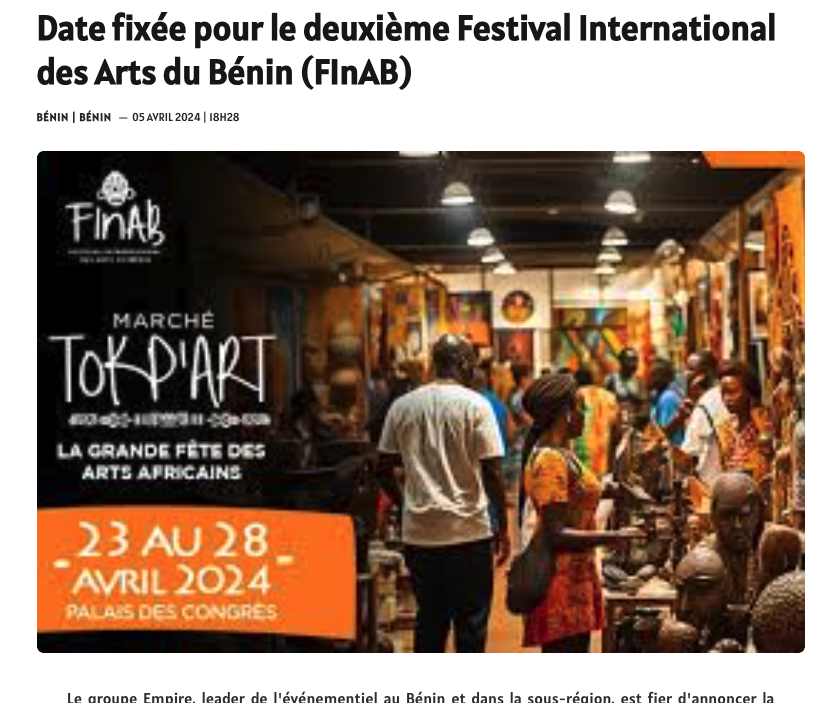 Date fixée pour le deuxième Festival International
des Arts du Bénin (FInAB)
BÉNIN | BÉNIN — 05 AVRIL 2024 | 18H28
FInAB
MARCHÉ
TOKP'ART
LA GRANDE FÊTE DES
ARTS AFRICAINS
23 AU 28
AVRIL 2024
PALAIS DES CONGRÈS
Le groupe Empire, leader de l'événementiel au Bénin et dans la sous-région, est fier d'annoncer la